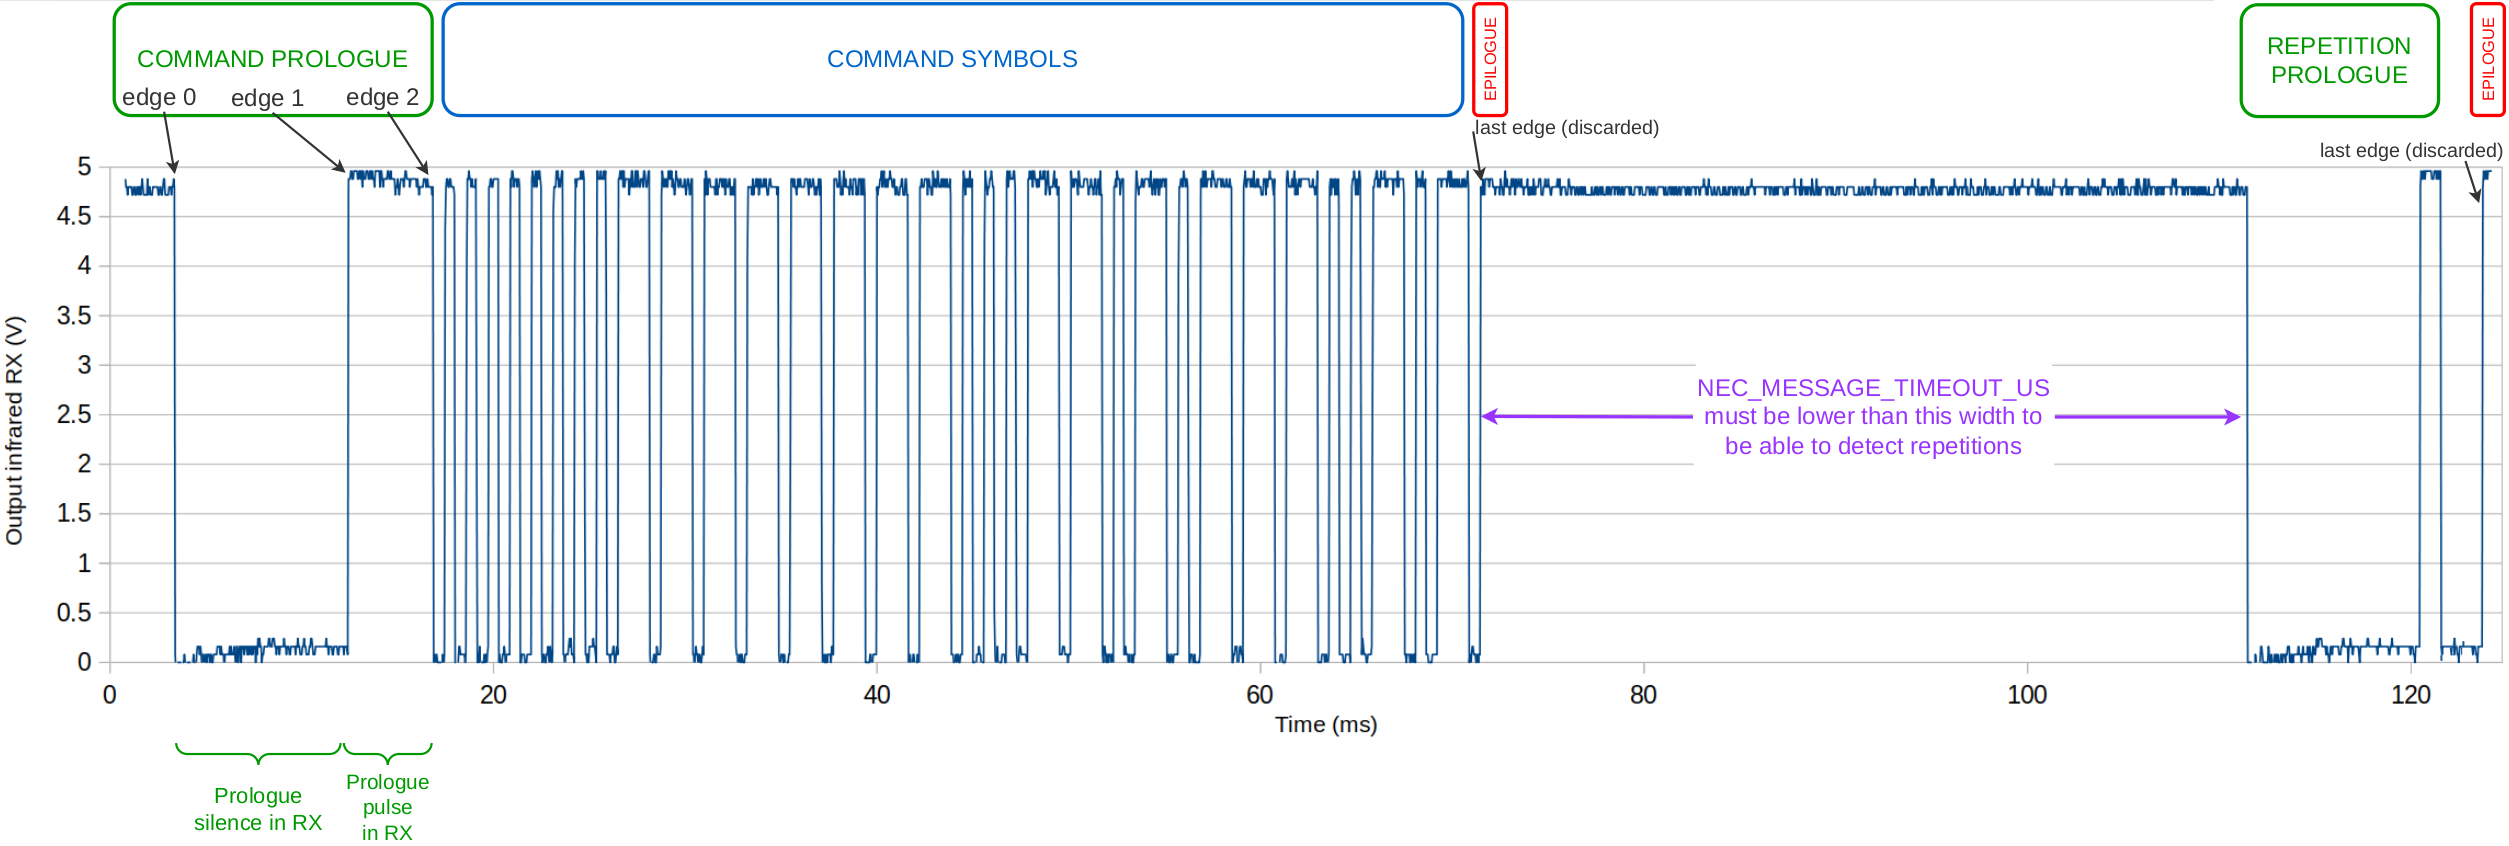 COMMAND PROLOGUE
edge 0
edge 1
edge 2
COMMAND SYMBOLS
EPILOGUE
last edge (discarded)
REPETITION
PROLOGUE
EPILOGUE
last edge (discarded)
Output infrared RX (V)
5
4.5
4
3.5
3
2.5
2
1.5
1
0.5
0
NEC_MESSAGE_TIMEOUT_US
must be lower than this width to
be able to detect repetitions
0
20
40
60
80
100
120
Time (ms)
Prologue
silence in RX
Prologue
pulse
in RX